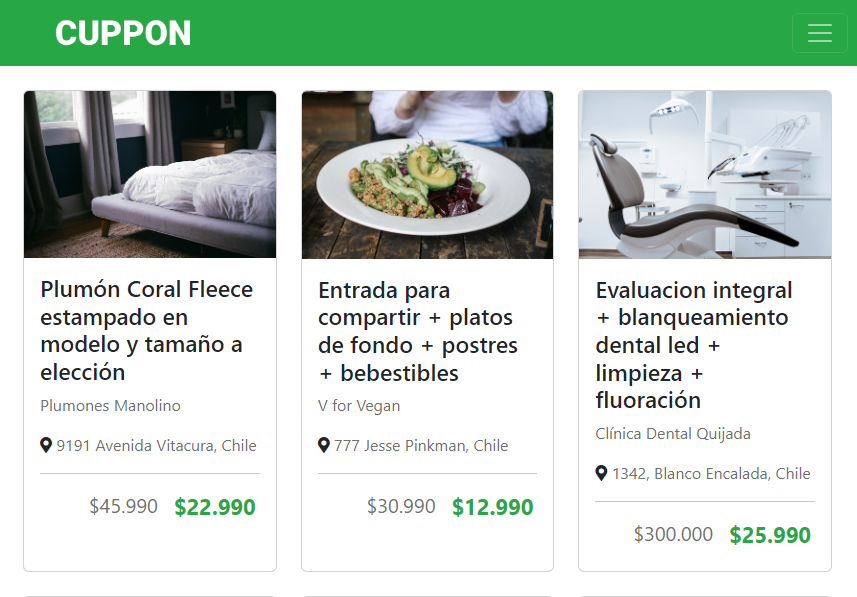 CUPPON
Plumón Coral Fleece
estampado en
modelo y tamaño a
elección
Plumones Manolino
9191 Avenida Vitacura, Chile
$45.990 $22.990
Entrada para
compartir + platos
de fondo + postres
+ bebestibles
V for Vegan
777 Jesse Pinkman, Chile
$30.990 $12.990
Evaluacion integral
+ blanqueamiento
dental led +
limpieza +
fluoración
Clínica Dental Quijada
1342, Blanco Encalada, Chile
$300.000 $25.990